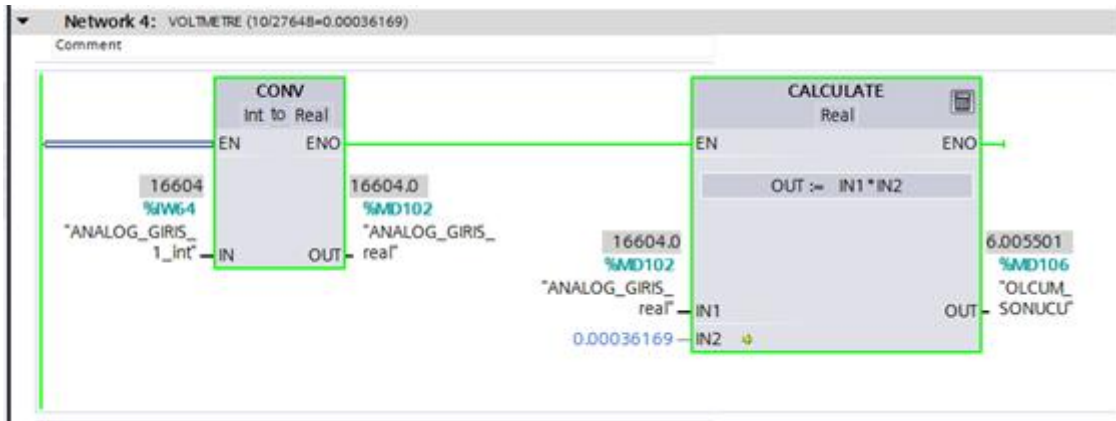 Network 4: VOLTMETRE (10/27648=0.00036169)
Comment
CONV
Int to Real
EN ENO
16604
%IW64
"ANALOG_GIRIS_
1_int"
IN
16604.0
%MD102
"ANALOG_GIRIS_
real"
OUT
CALCULATE
Real
EN ENO
OUT := IN1*IN2
16604.0
%MD102
"ANALOG_GIRIS_
real"
IN1
0.00036169
IN2
6.005501
%MD106
"OLCUM_
SONUCU"
OUT